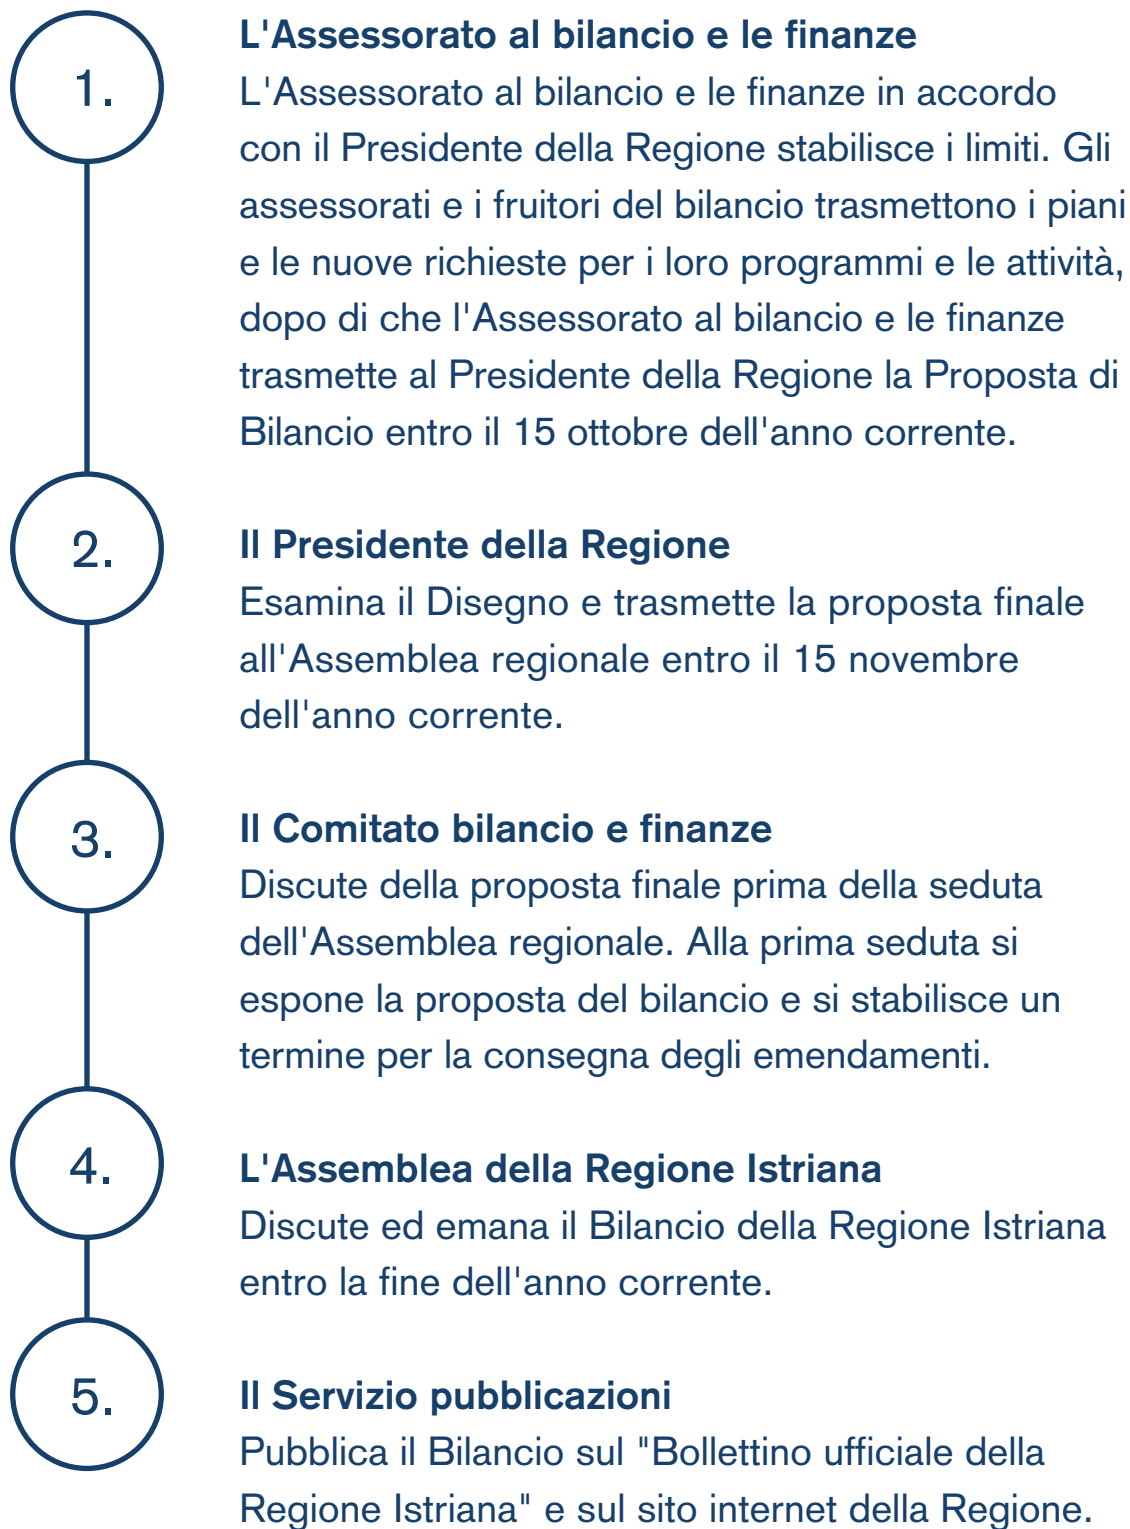 1.
L'Assessorato al bilancio e le finanze
L'Assessorato al bilancio e le finanze in accordo
con il Presidente della Regione stabilisce i limiti. Gli
assessorati e i fruitori del bilancio trasmettono i piani
e le nuove richieste per i loro programmi e le attività,
dopo di che l'Assessorato al bilancio e le finanze
trasmette al Presidente della Regione la Proposta di
Bilancio entro il 15 ottobre dell'anno corrente.
2.
Il Presidente della Regione
Esamina il Disegno e trasmette la proposta finale
all'Assemblea regionale entro il 15 novembre
dell'anno corrente.
3.
Il Comitato bilancio e finanze
Discute della proposta finale prima della seduta
dell'Assemblea regionale. Alla prima seduta si
espone la proposta del bilancio e si stabilisce un
termine per la consegna degli emendamenti.
4.
L'Assemblea della Regione Istriana
Discute ed emana il Bilancio della Regione Istriana
entro la fine dell'anno corrente.
5.
Il Servizio pubblicazioni
Pubblica il Bilancio sul "Bollettino ufficiale della
Regione Istriana" e sul sito internet della Regione.